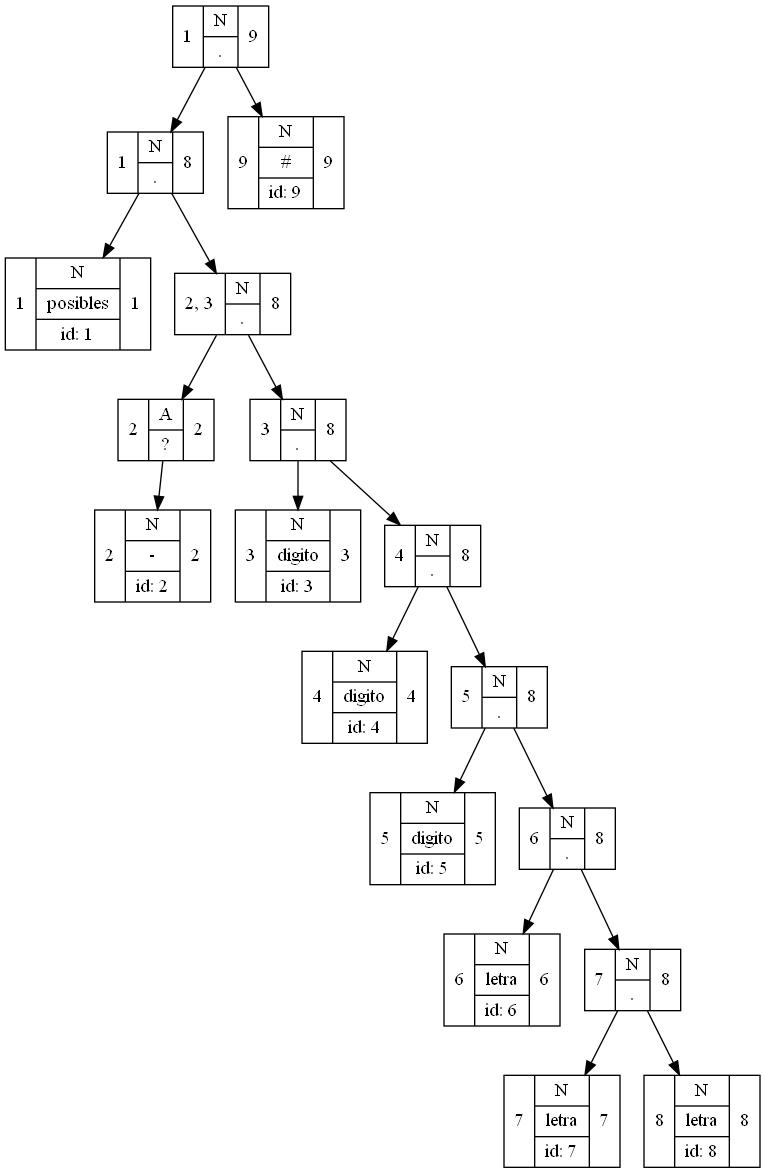 1 N 9
.
1 N 8
.
N
9 # 9
id: 9
N
1 posibles 1
id: 1
2, 3 N 8
.
2 A 2
?
3 N 8
.
N
2 - 2
id: 2
N
3 digito 3
id: 3
4 N 8
.
N
4 digito 4
id: 4
5 N 8
.
N
5 digito 5
id: 5
6 N 8
.
N
6 letra 6
id: 6
7 N 8
.
N
7 letra 7
id: 7
N
8 letra 8
id: 8